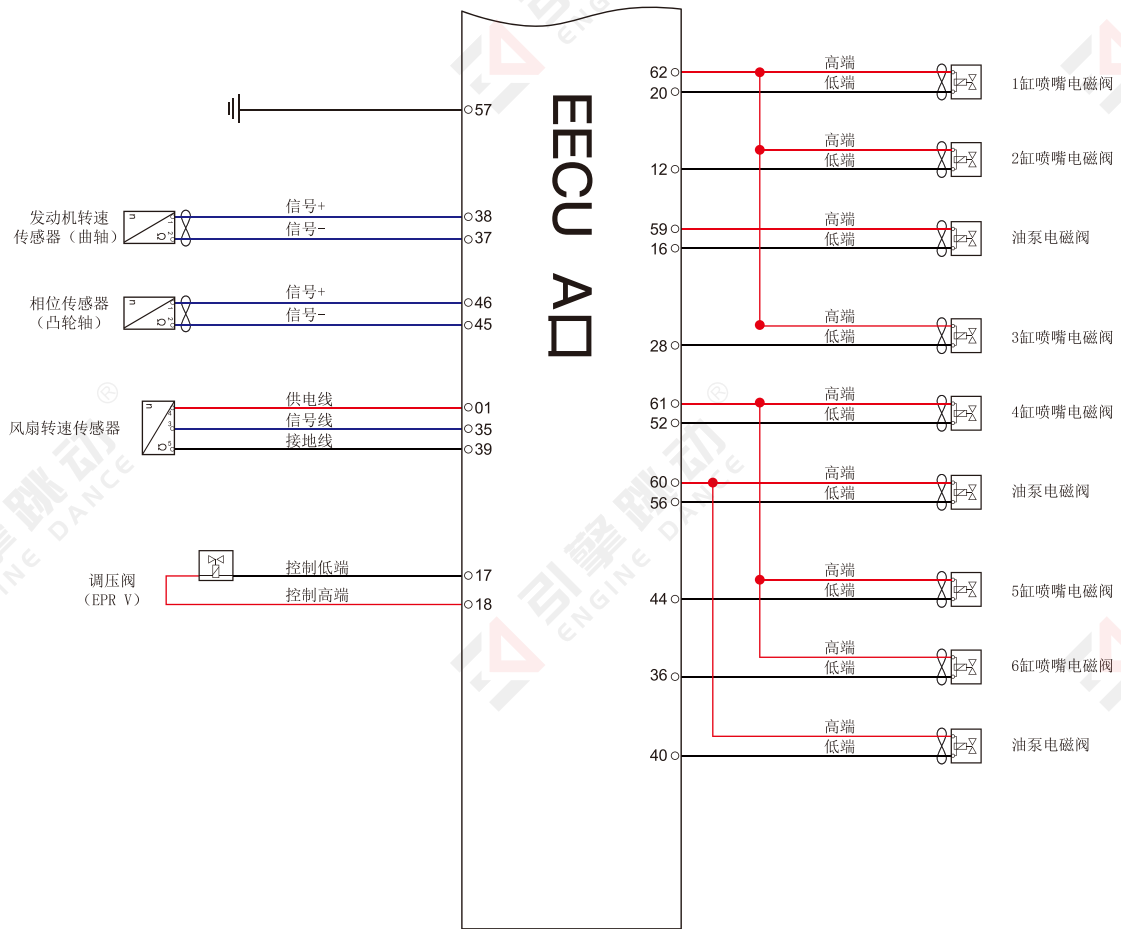 EECU A口
57
发动机转速
传感器（曲轴）
n
1
2
Ω
信号+
38
信号-
37
相位传感器
（凸轮轴）
n
1
2
Ω
信号+
46
信号-
45
风扇转速传感器
n
4
3
5
Ω
供电线
01
信号线
35
接地线
39
调压阀
（EPR V）
控制低端
17
控制高端
18
62
高端
20
低端
1缸喷嘴电磁阀
高端
12
低端
2缸喷嘴电磁阀
59
高端
16
低端
油泵电磁阀
高端
28
低端
3缸喷嘴电磁阀
61
高端
52
低端
4缸喷嘴电磁阀
60
高端
56
低端
油泵电磁阀
高端
44
低端
5缸喷嘴电磁阀
高端
36
低端
6缸喷嘴电磁阀
高端
40
低端
油泵电磁阀
引擎跳动
ENGINE DANCE
®